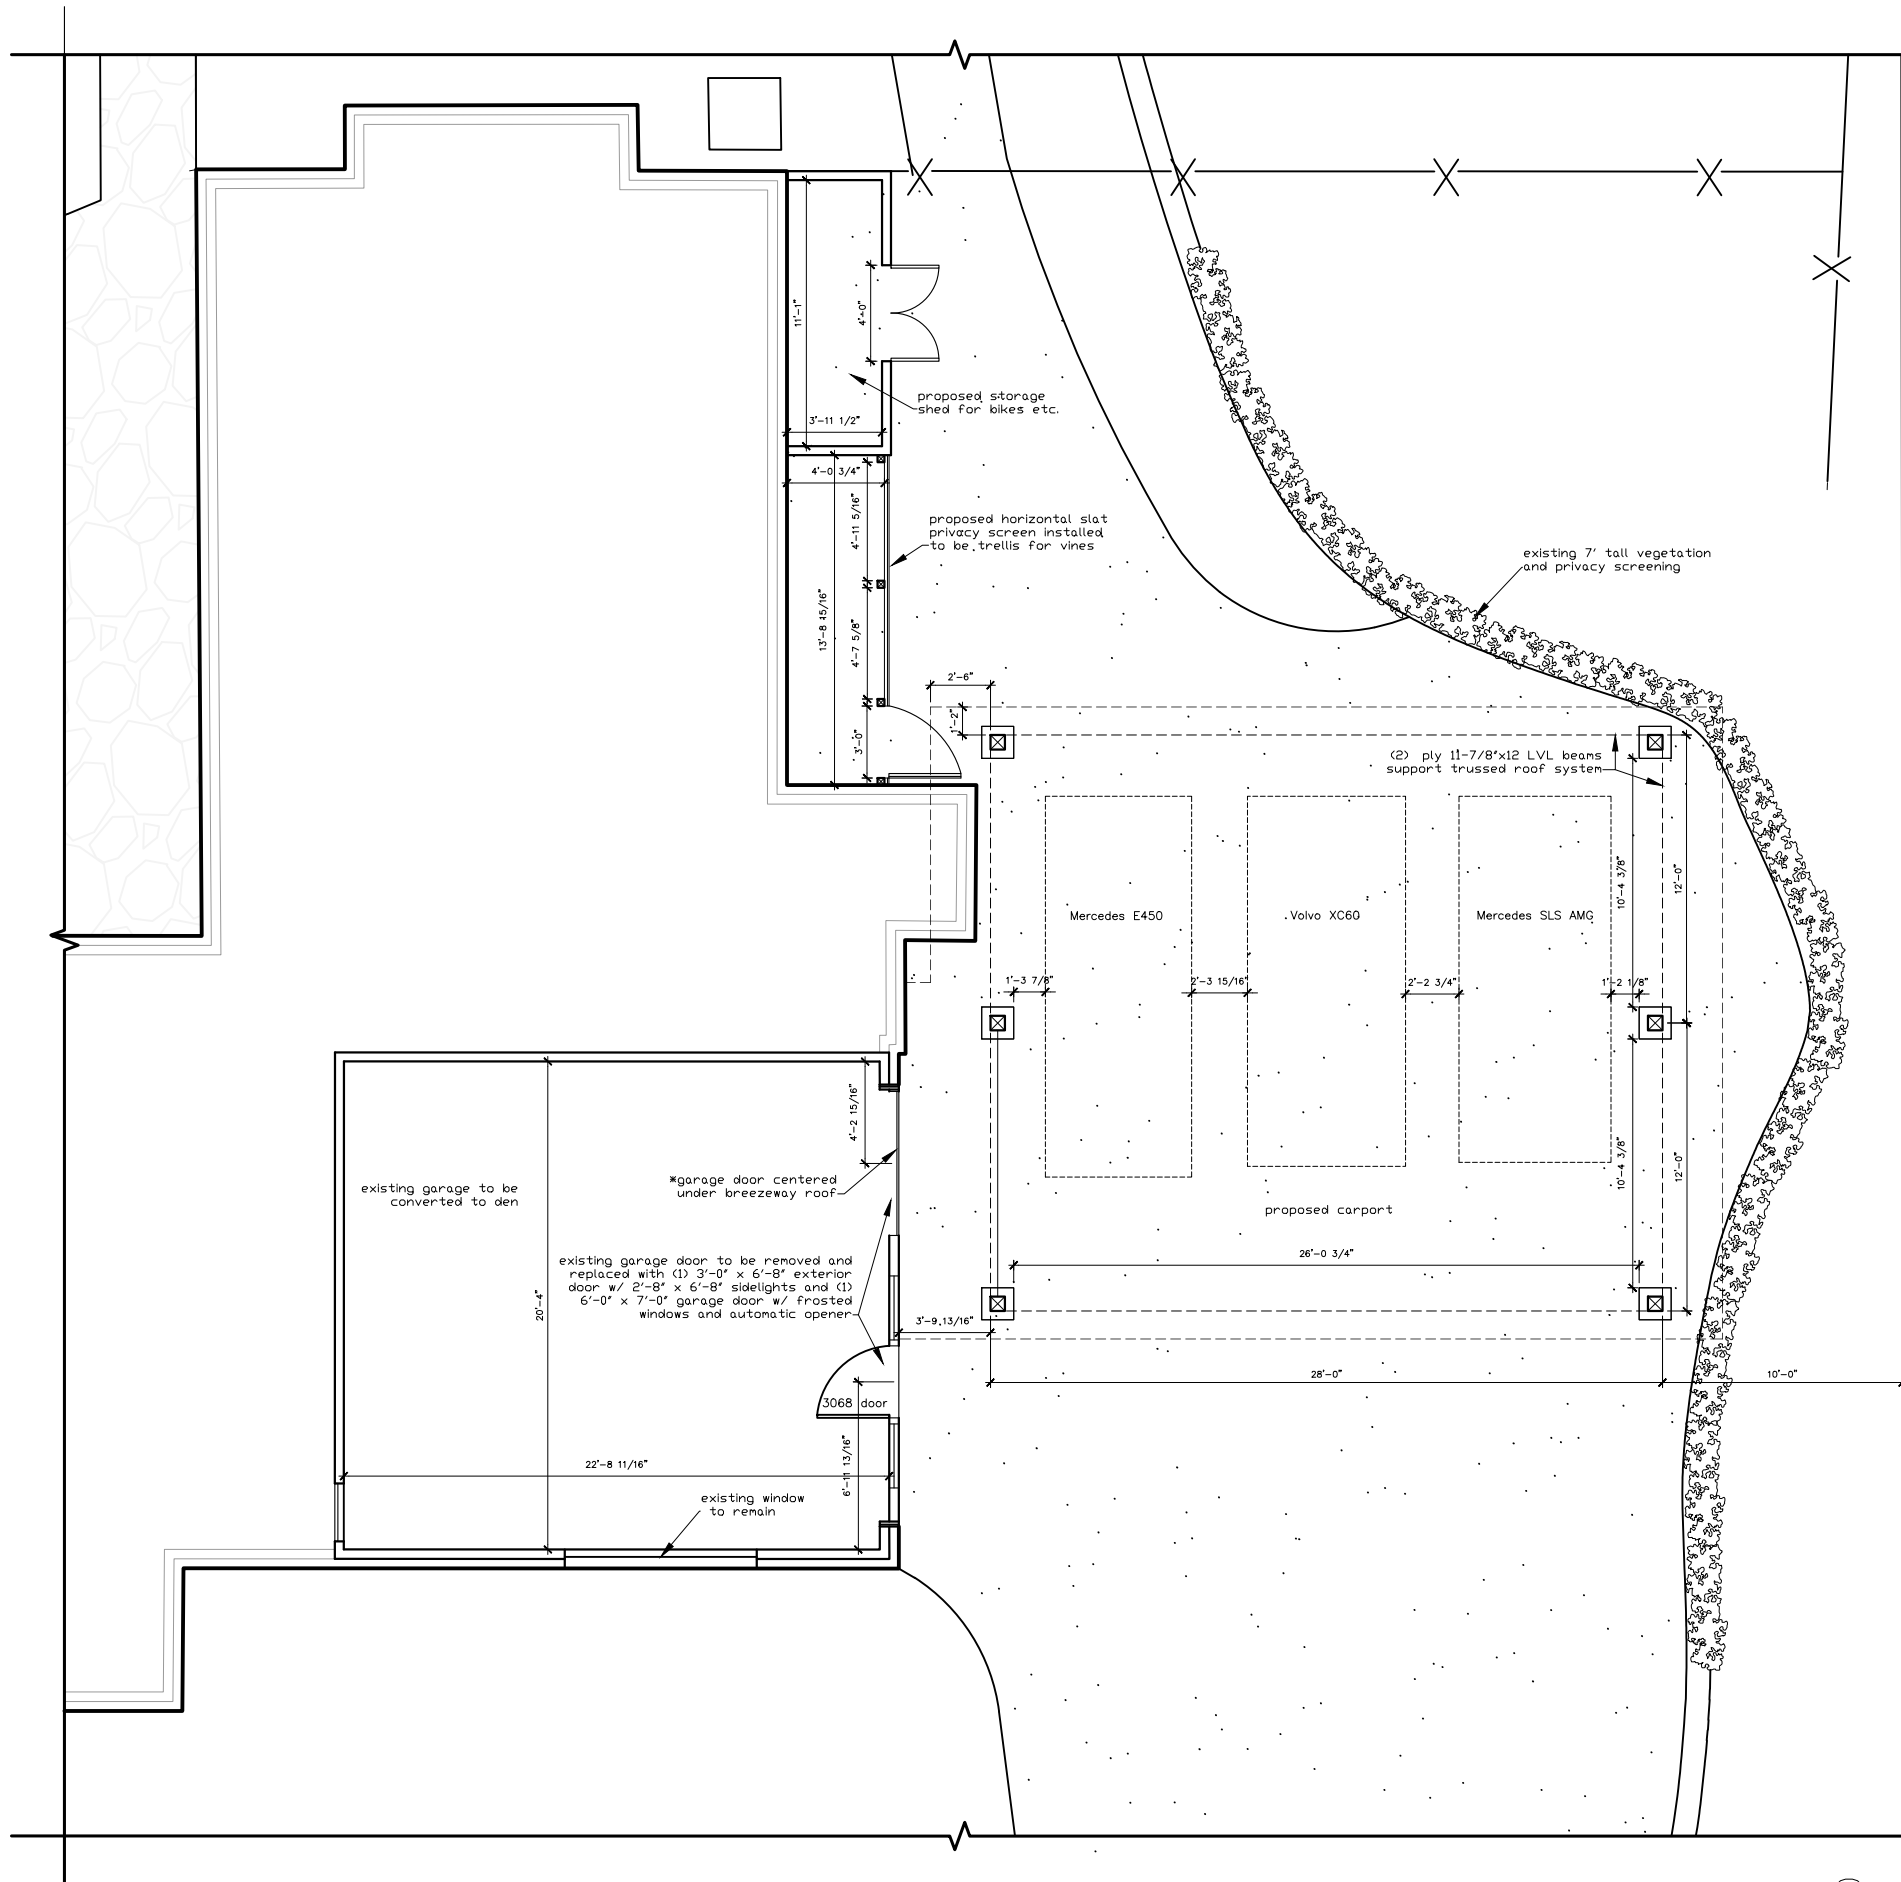 11'-1"
4'-0"
proposed storage
shed for bikes etc.
3'-11 1/2"
4'-0 3/4"
4'-11 5/16"
proposed horizontal slat
privacy screen installed
to be trellis for vines
existing 7' tall vegetation
and privacy screening
13'-8 15/16"
4'-7 5/8"
2'-6"
1'-2"
3'-0"
(2) ply 11-7/8"x12 LVL beams
support trussed roof system
10'-4 3/8"
12'-0"
Mercedes E450
Volvo XC60
Mercedes SLS AMG
1'-3 7/8"
2'-3 15/16"
2'-2 3/4"
1'-2 1/8"
4'-2 15/16"
10'-4 3/8"
12'-0"
*garage door centered
under breezeway roof
existing garage to be
converted to den
proposed carport
26'-0 3/4"
existing garage door to be removed and
replaced with (1) 3'-0" x 6'-8" exterior
door w/ 2'-8" x 6'-8" sidelights and (1)
6'-0" x 7'-0" garage door w/ frosted
windows and automatic opener
20'-4"
3'-9 13/16"
28'-0"
10'-0"
3068 door
22'-8 11/16"
6'-11 13/16"
existing window
to remain